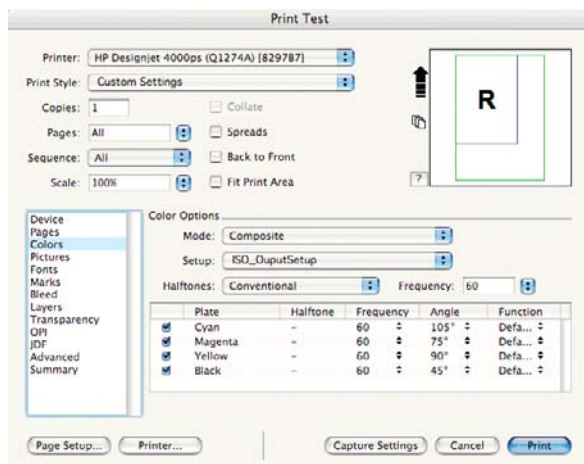 Print Test
Printer: HP Designjet 4000ps (Q1274A) [829787]
Print Style: Custom Settings
Copies: 1 Collate
Pages: All Spreads
Sequence: All Back to Front
Scale: 100% Fit Print Area
R
?
Device
Pages
Colors
Pictures
Fonts
Marks
Bleed
Layers
Transparency
OPI
JDF
Advanced
Summary
Color Options
Mode: Composite
Setup: ISO_OuputSetup
Halftones: Conventional Frequency: 60
Plate Halftone Frequency Angle Function
Cyan – 60 105° Defa...
Magenta – 60 75° Defa...
Yellow – 60 90° Defa...
Black – 60 45° Defa...
Page Setup... Printer... Capture Settings Cancel Print